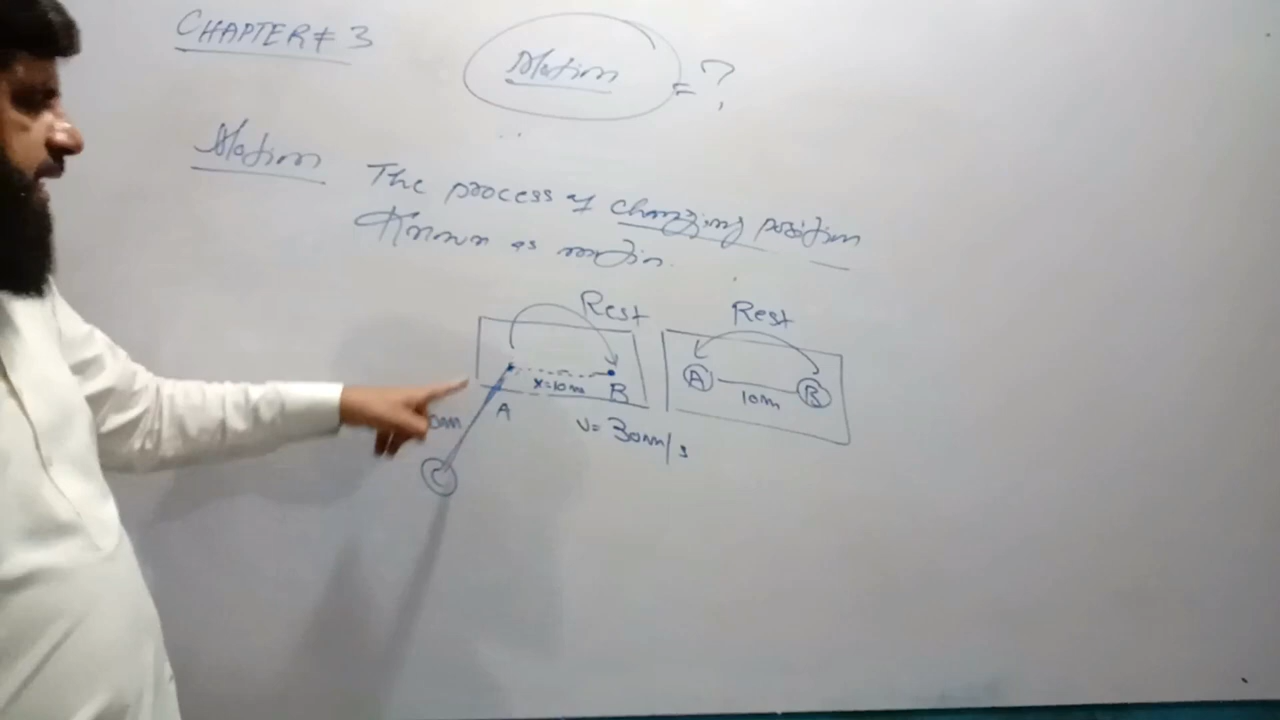 CHAPTER # 3
Motion = ?
Motion The process of changing position
Known as motion.
Rest
Rest
x=10m
B
A
V= 30m/s
C
A
B
10m